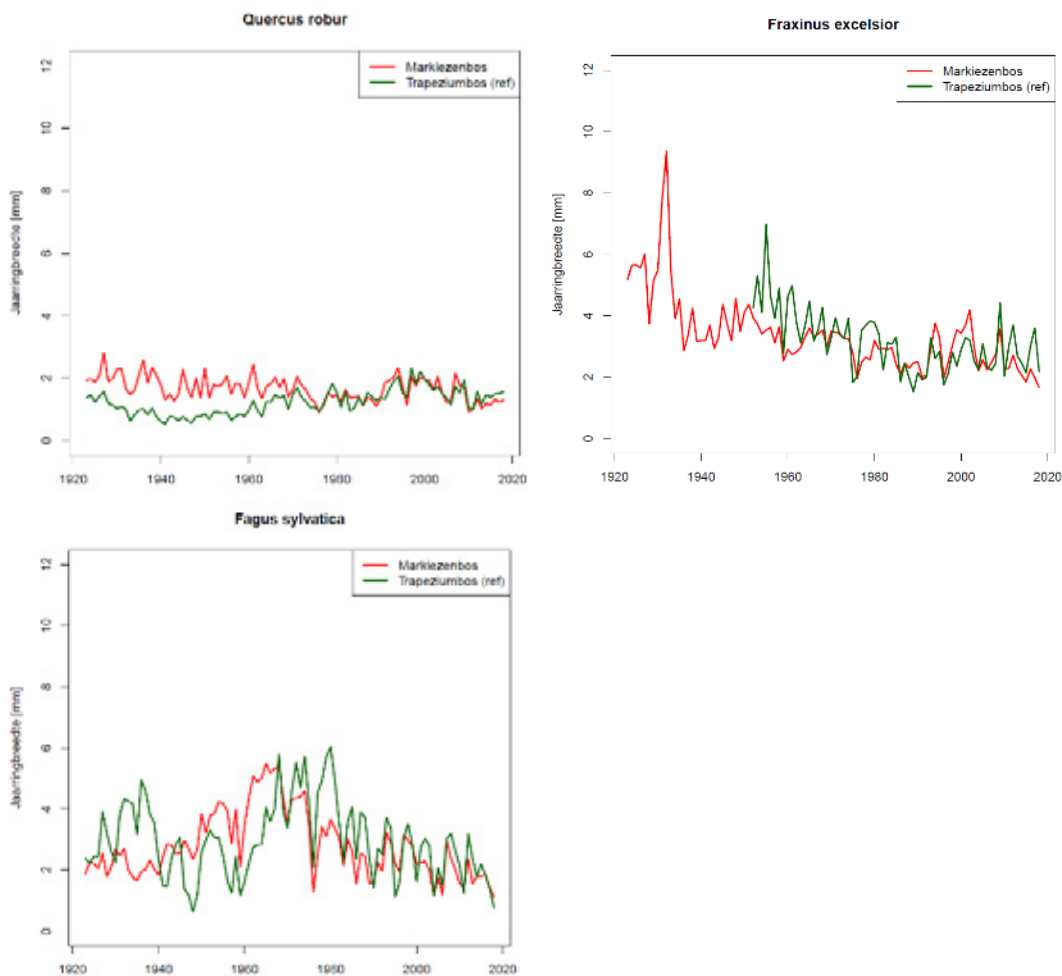 Quercus robur
Markiezenbos
Trapeziumbos (ref)
Jaarringbreedte [mm]
12
10
8
6
4
2
0
1920 1940 1960 1980 2000 2020
Fraxinus excelsior
Markiezenbos
Trapeziumbos (ref)
Jaarringbreedte [mm]
12
10
8
6
4
2
0
1920 1940 1960 1980 2000 2020
Fagus sylvatica
Markiezenbos
Trapeziumbos (ref)
Jaarringbreedte [mm]
12
10
8
6
4
2
0
1920 1940 1960 1980 2000 2020